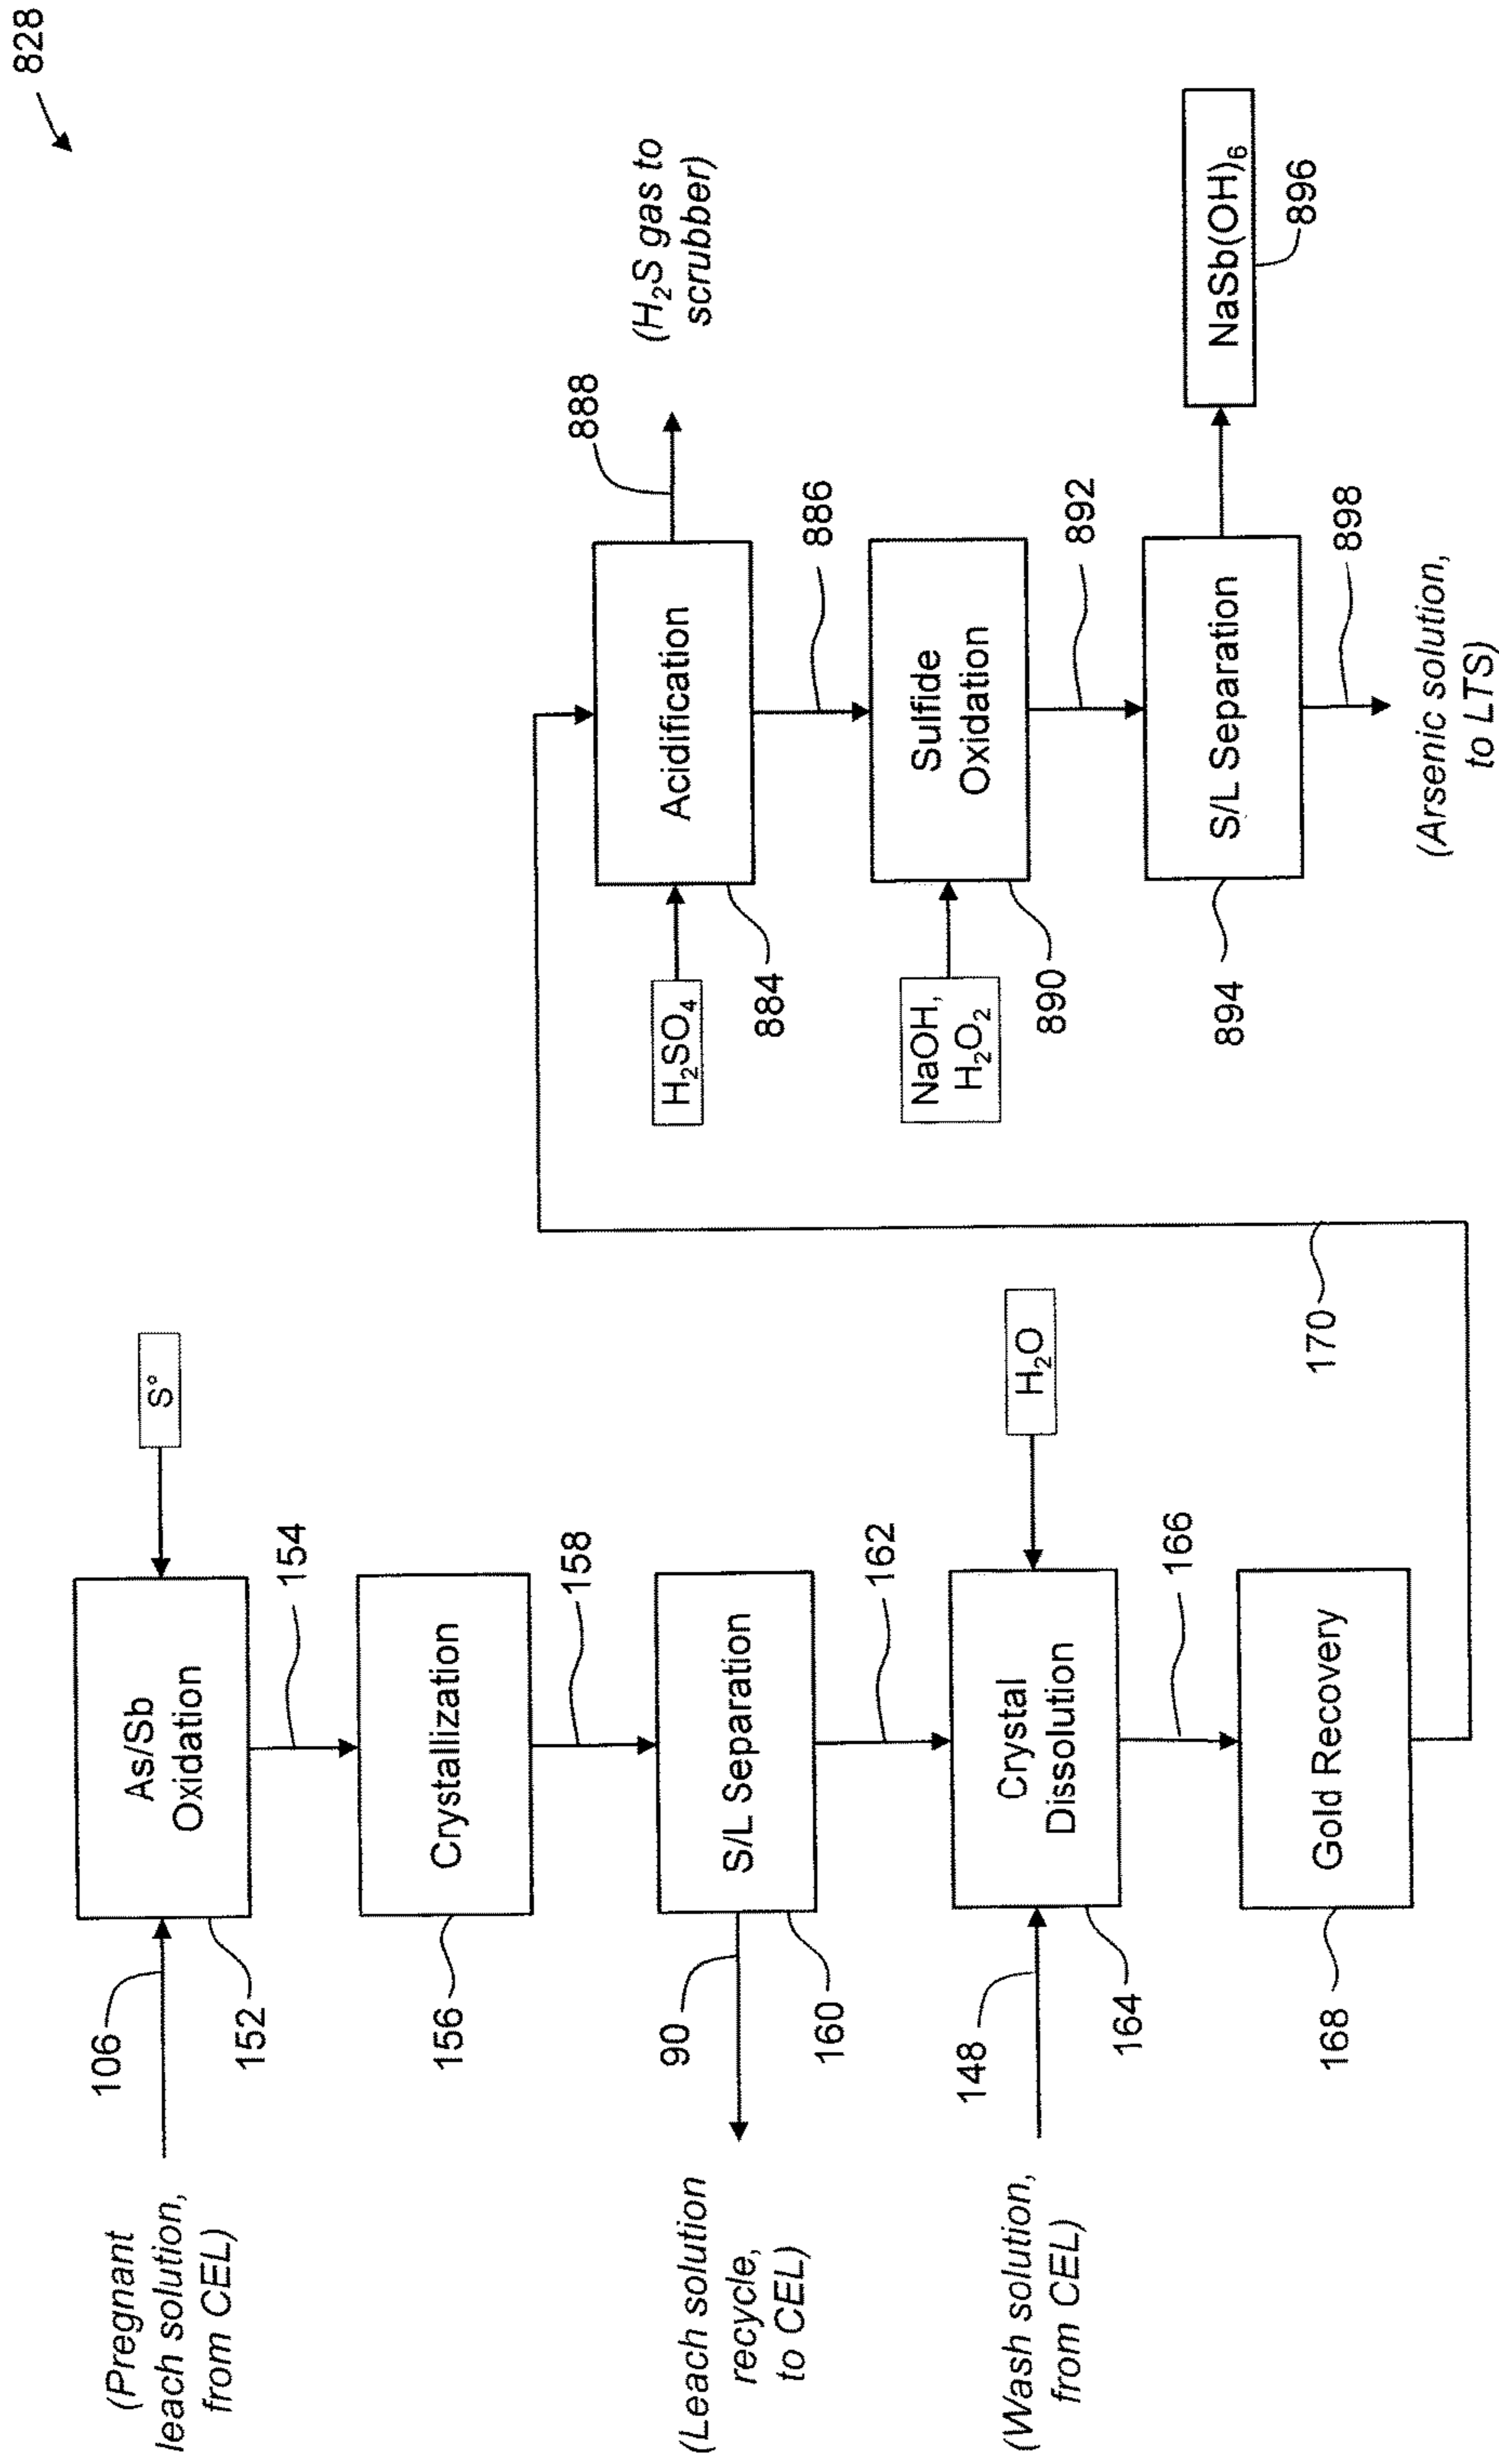 828
(Pregnant
leach solution,
from CEL)
106
152
As/Sb
Oxidation
S°
154
156
Crystallization
158
(Leach solution
recycle,
to CEL)
90
160
S/L Separation
162
(Wash solution,
from CEL)
148
164
Crystal
Dissolution
H₂O
166
168
Gold Recovery
170
H₂SO₄
884
Acidification
888
(H₂S gas to
scrubber)
886
NaOH,
H₂O₂
890
Sulfide
Oxidation
892
894
S/L Separation
NaSb(OH)₆
896
898
(Arsenic solution,
to LTS)